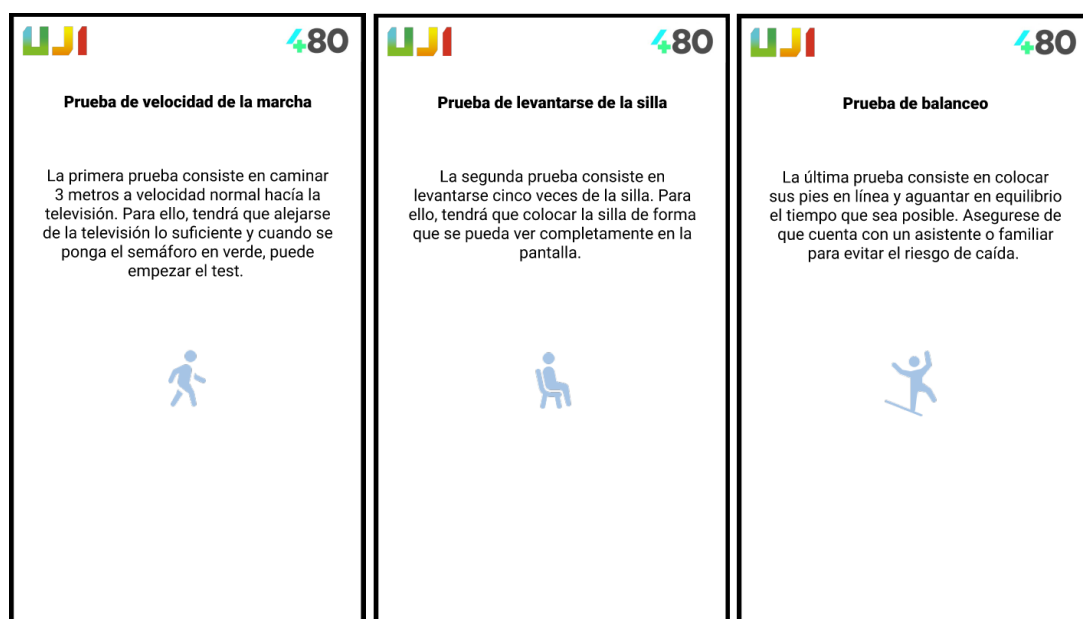 UJI
480
Prueba de velocidad de la marcha
La primera prueba consiste en caminar
3 metros a velocidad normal hacía la
televisión. Para ello, tendrá que alejarse
de la televisión lo suficiente y cuando se
ponga el semáforo en verde, puede
empezar el test.
UJI
480
Prueba de levantarse de la silla
La segunda prueba consiste en
levantarse cinco veces de la silla. Para
ello, tendrá que colocar la silla de forma
que se pueda ver completamente en la
pantalla.
UJI
480
Prueba de balanceo
La última prueba consiste en colocar
sus pies en línea y aguantar en equilibrio
el tiempo que sea posible. Asegurese de
que cuenta con un asistente o familiar
para evitar el riesgo de caída.